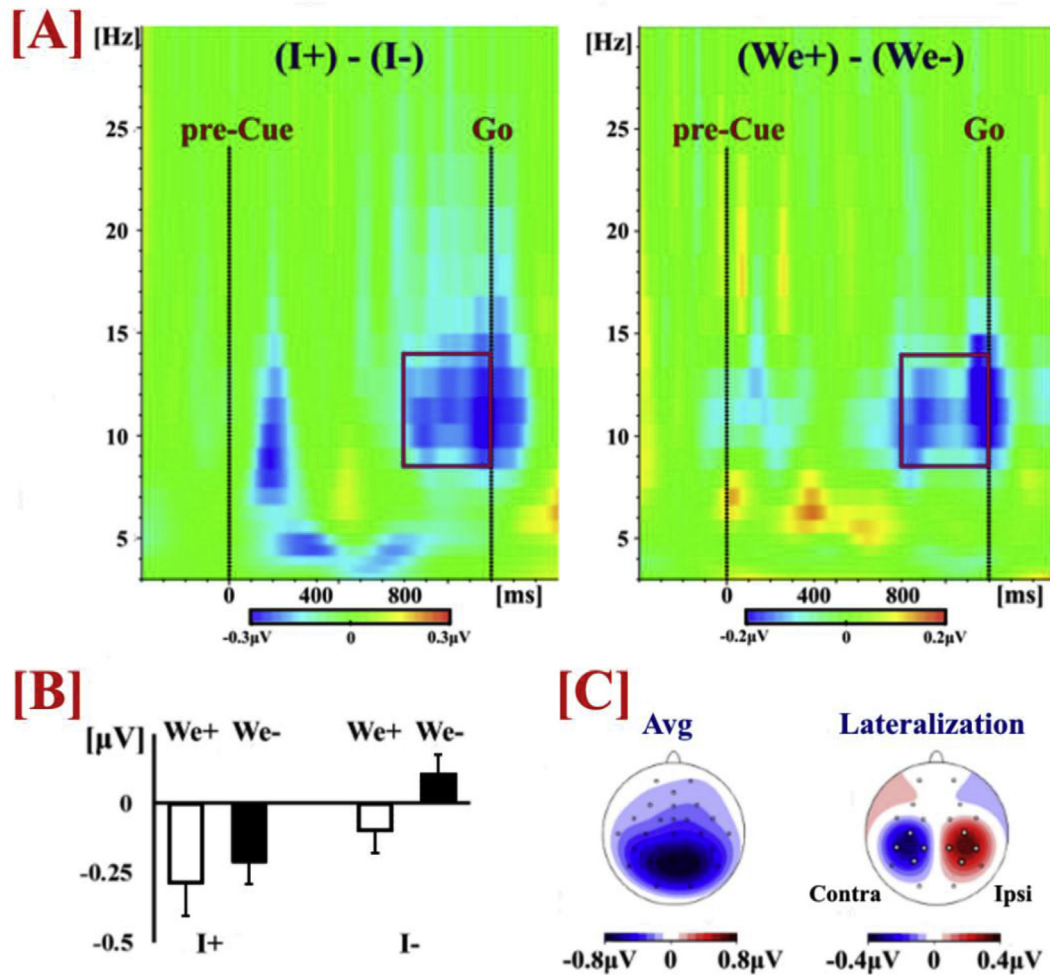 [A]
[Hz]
(I+) - (I-)
pre-Cue
Go
25
20
15
10
5
0
400
800
[ms]
-0.3μV
0
0.3μV
[Hz]
(We+) - (We-)
pre-Cue
Go
25
20
15
10
5
0
400
800
[ms]
-0.2μV
0
0.2μV
[B]
[μV]
We+
We-
We+
We-
0
-0.25
-0.5
I+
I-
[C]
Avg
Lateralization
Contra
Ipsi
-0.8μV
0
0.8μV
-0.4μV
0
0.4μV